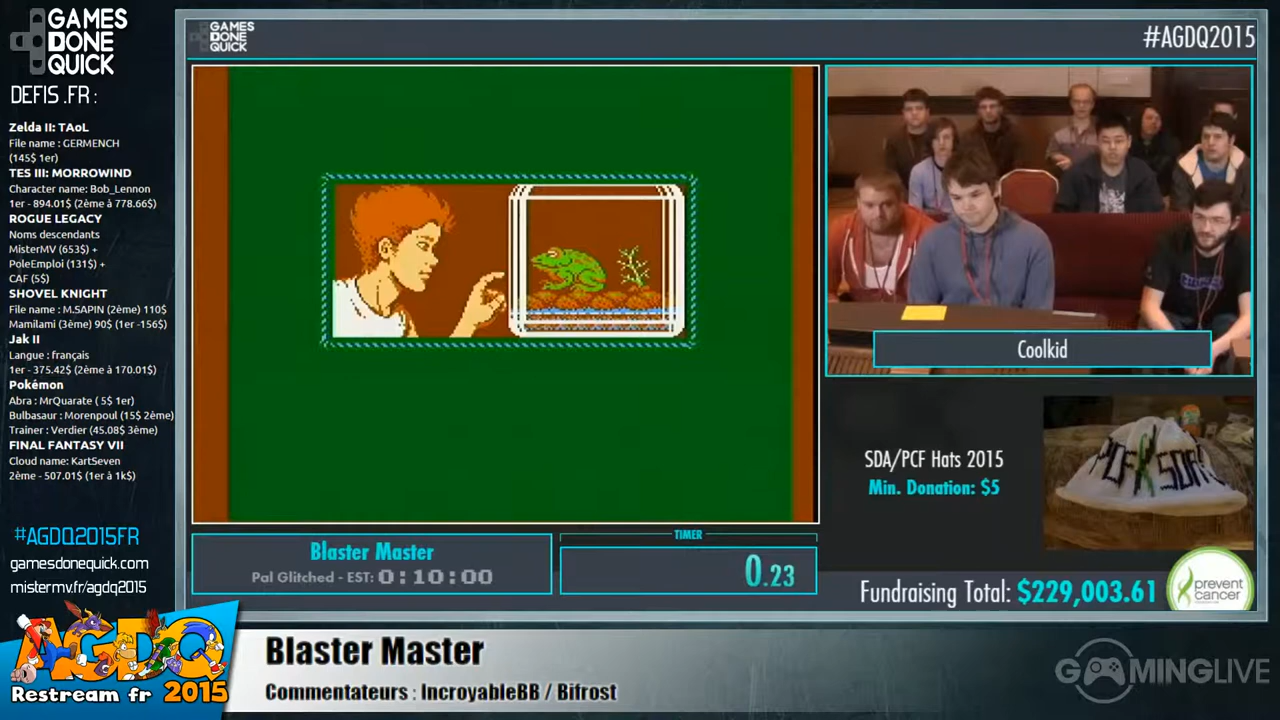 GAMES
DONE
QUICK
DEFIS .FR :
Zelda II: TAoL
File name : GERMENCH
(145$ 1er)
TES III: MORROWIND
Character name: Bob_Lennon
1er - 894.01$ (2ème à 778.66$)
ROGUE LEGACY
Noms descendants
MisterMV (653$) +
PoleEmploi (131$) +
CAF (5$)
SHOVEL KNIGHT
File name : M.SAPIN (2ème) 110$
Mamilami (3ème) 90$ (1er -156$)
Jak II
Langue : français
1er - 375.42$ (2ème à 170.01$)
Pokémon
Abra : MrQuarate ( 5$ 1er)
Bulbasaur : Morenpoul (15$ 2ème)
Trainer : Verdier (45.08$ 3ème)
FINAL FANTASY VII
Cloud name: KartSeven
2ème - 507.01$ (1er à 1k$)
#AGDQ2015FR
gamesdonequick.com
mistermv.fr/agdq2015
AGDQ
Restream fr 2015
GAMES
DONE
QUICK
#AGDQ2015
Coolkid
SDA/PCF Hats 2015
Min. Donation: $5
PCF SDA
Blaster Master
Pal Glitched - EST: 0:10:00
TIMER
0.23
Fundraising Total: $229,003.61
prevent
cancer
Blaster Master
Commentateurs : IncroyableBB / Bifrost
GAMINGLIVE